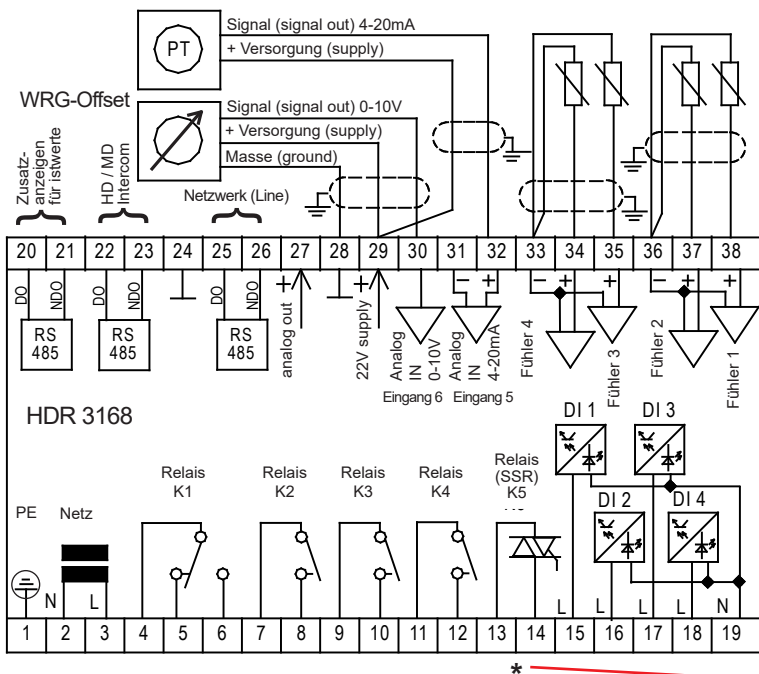 Signal (signal out) 4-20mA
PT
+ Versorgung (supply)
WRG-Offset
Signal (signal out) 0-10V
+ Versorgung (supply)
Masse (ground)
Zusatz-
anzeigen
für istwerte
HD / MD
Intercom
Netzwerk (Line)
20 21 22 23 24 25 26 27 28 29 30 31 32 33 34 35 36 37 38
DO NDO DO NDO DO NDO + + − + − + + − + +
RS
485
RS
485
RS
485
analog out
22V supply
Analog
IN
0-10V
Eingang 6
Analog
IN
4-20mA
Eingang 5
Fühler 4
Fühler 3
Fühler 2
Fühler 1
HDR 3168
DI 1
DI 3
DI 2
DI 4
PE
Netz
Relais
K1
Relais
K2
Relais
K3
Relais
K4
Relais
(SSR)
K5
N L L L L L N
1 2 3 4 5 6 7 8 9 10 11 12 13 14 15 16 17 18 19
*